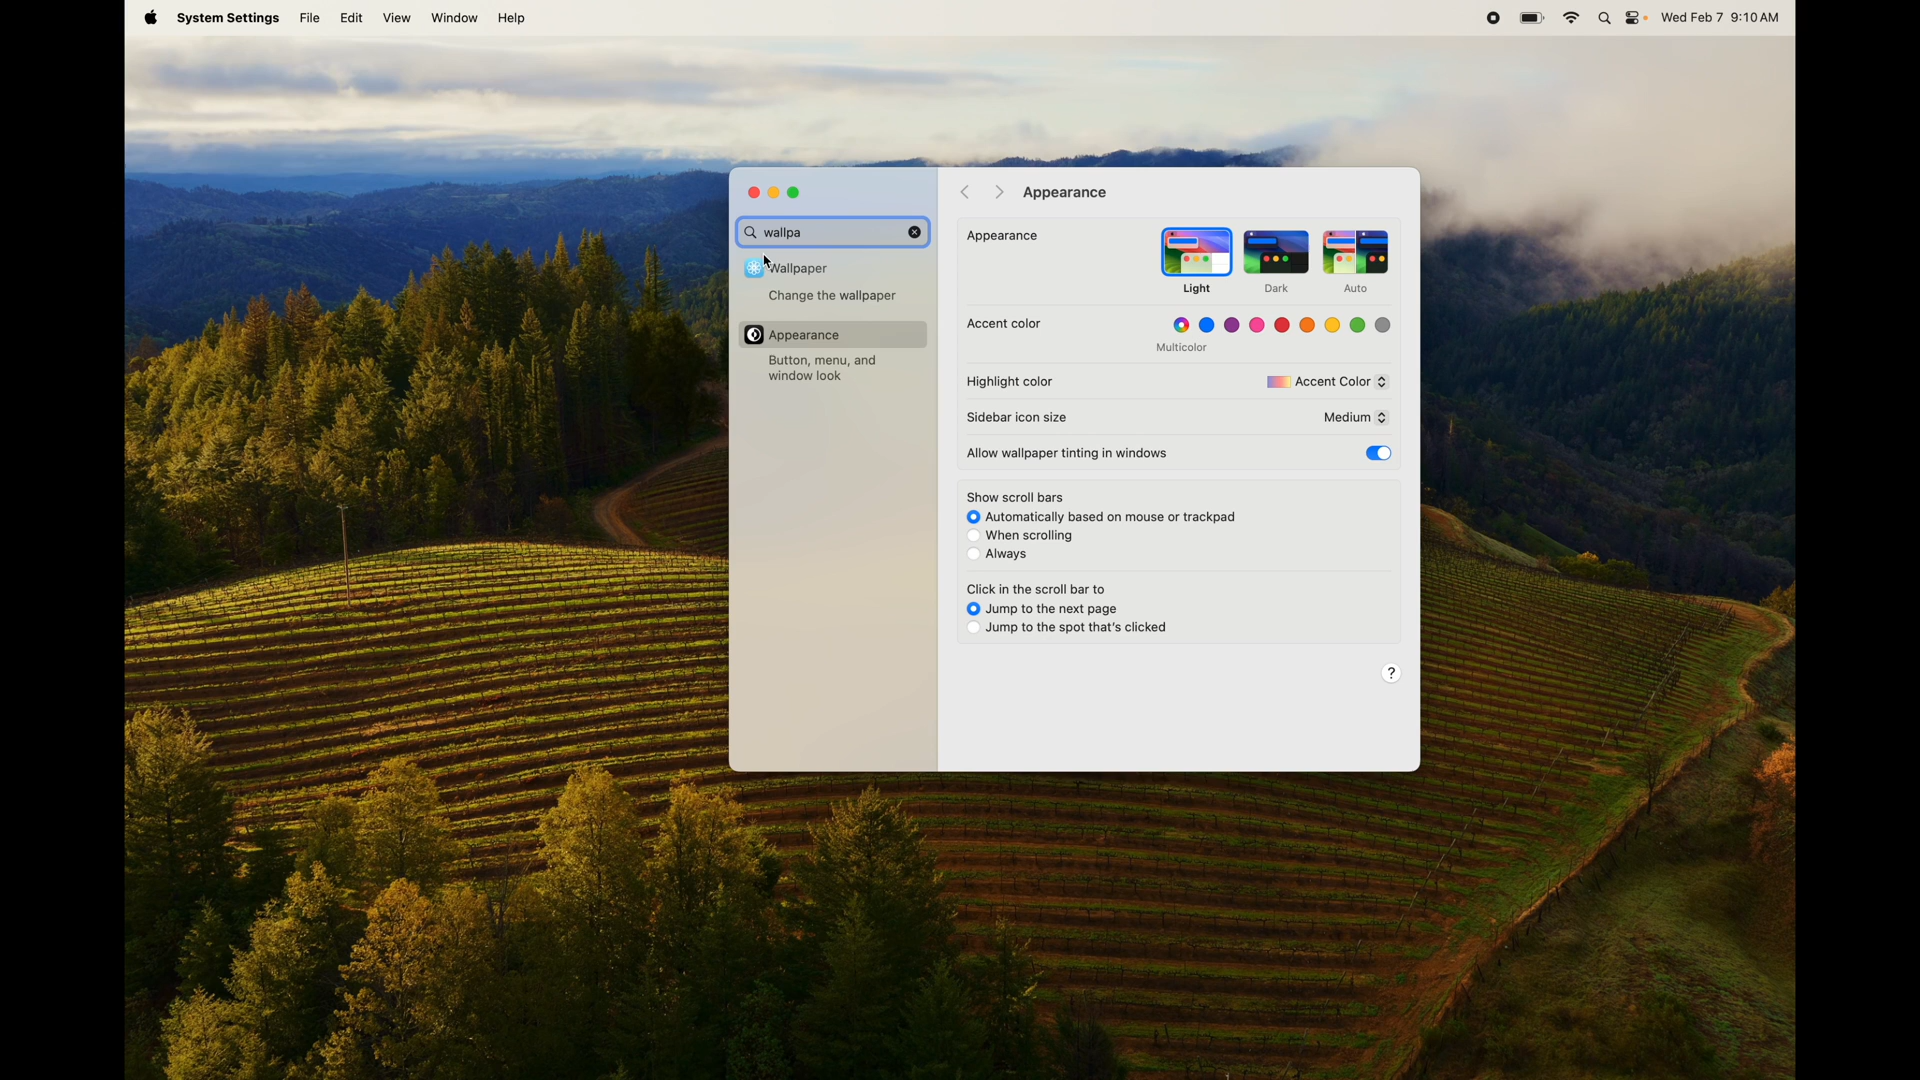 System Settings File Edit View Window Help
Wed Feb 7 9:10 AM
wallpa
Wallpaper
Change the wallpaper
Appearance
Button, menu, and
window look
Appearance
Appearance
Light Dark Auto
Accent color
Multicolor
Highlight color Accent Color
Sidebar icon size Medium
Allow wallpaper tinting in windows
Show scroll bars
Automatically based on mouse or trackpad
When scrolling
Always
Click in the scroll bar to
Jump to the next page
Jump to the spot that's clicked
?